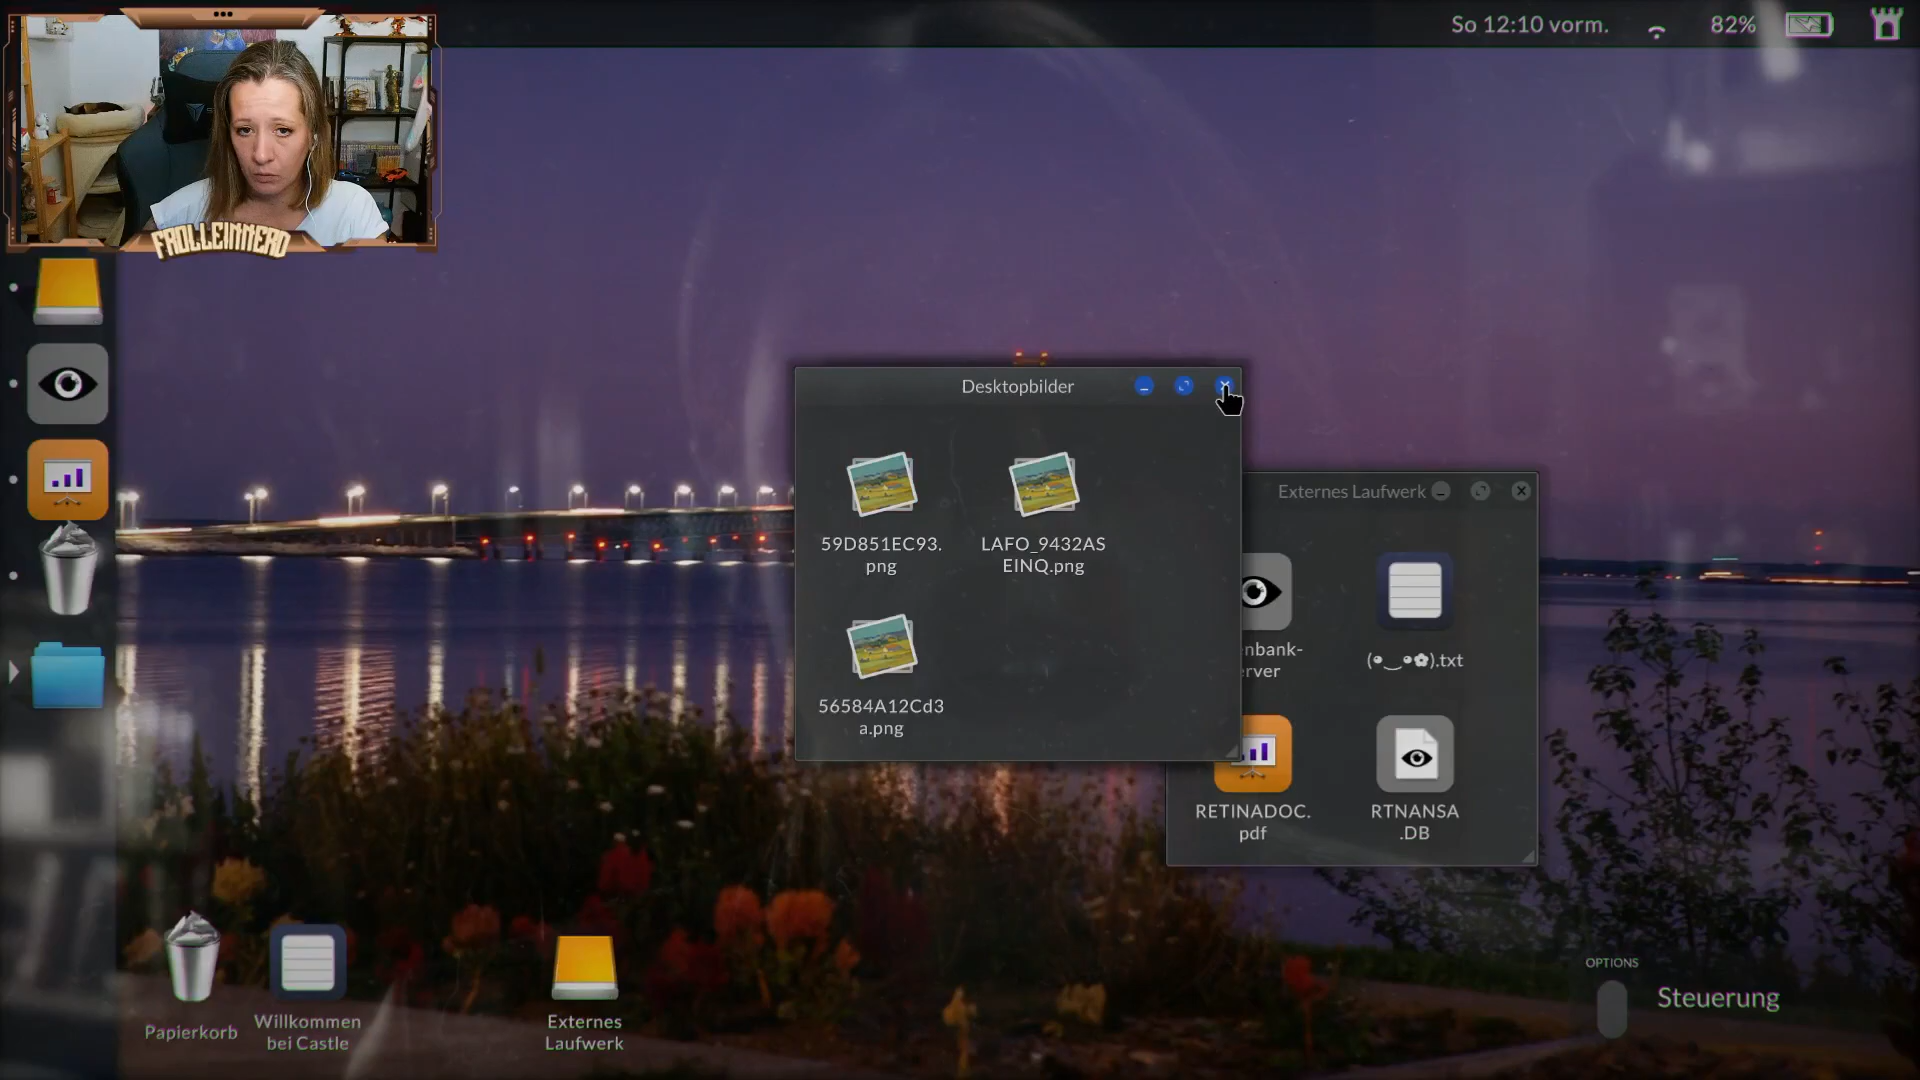 So 12:10 vorm.
82%
FROLLEINNERD
Desktopbilder
59D851EC93.
png
LAFO_9432AS
EINQ.png
56584A12Cd3
a.png
Externes Laufwerk
nbank-
erver
(•‿•✿).txt
RETINADOC.
pdf
RTNANSA
.DB
Papierkorb
Willkommen
bei Castle
Externes
Laufwerk
OPTIONS
Steuerung